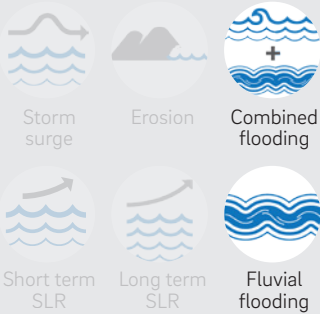 +
Storm
surge
Erosion
Combined
flooding
Short term
SLR
Long term
SLR
Fluvial
flooding